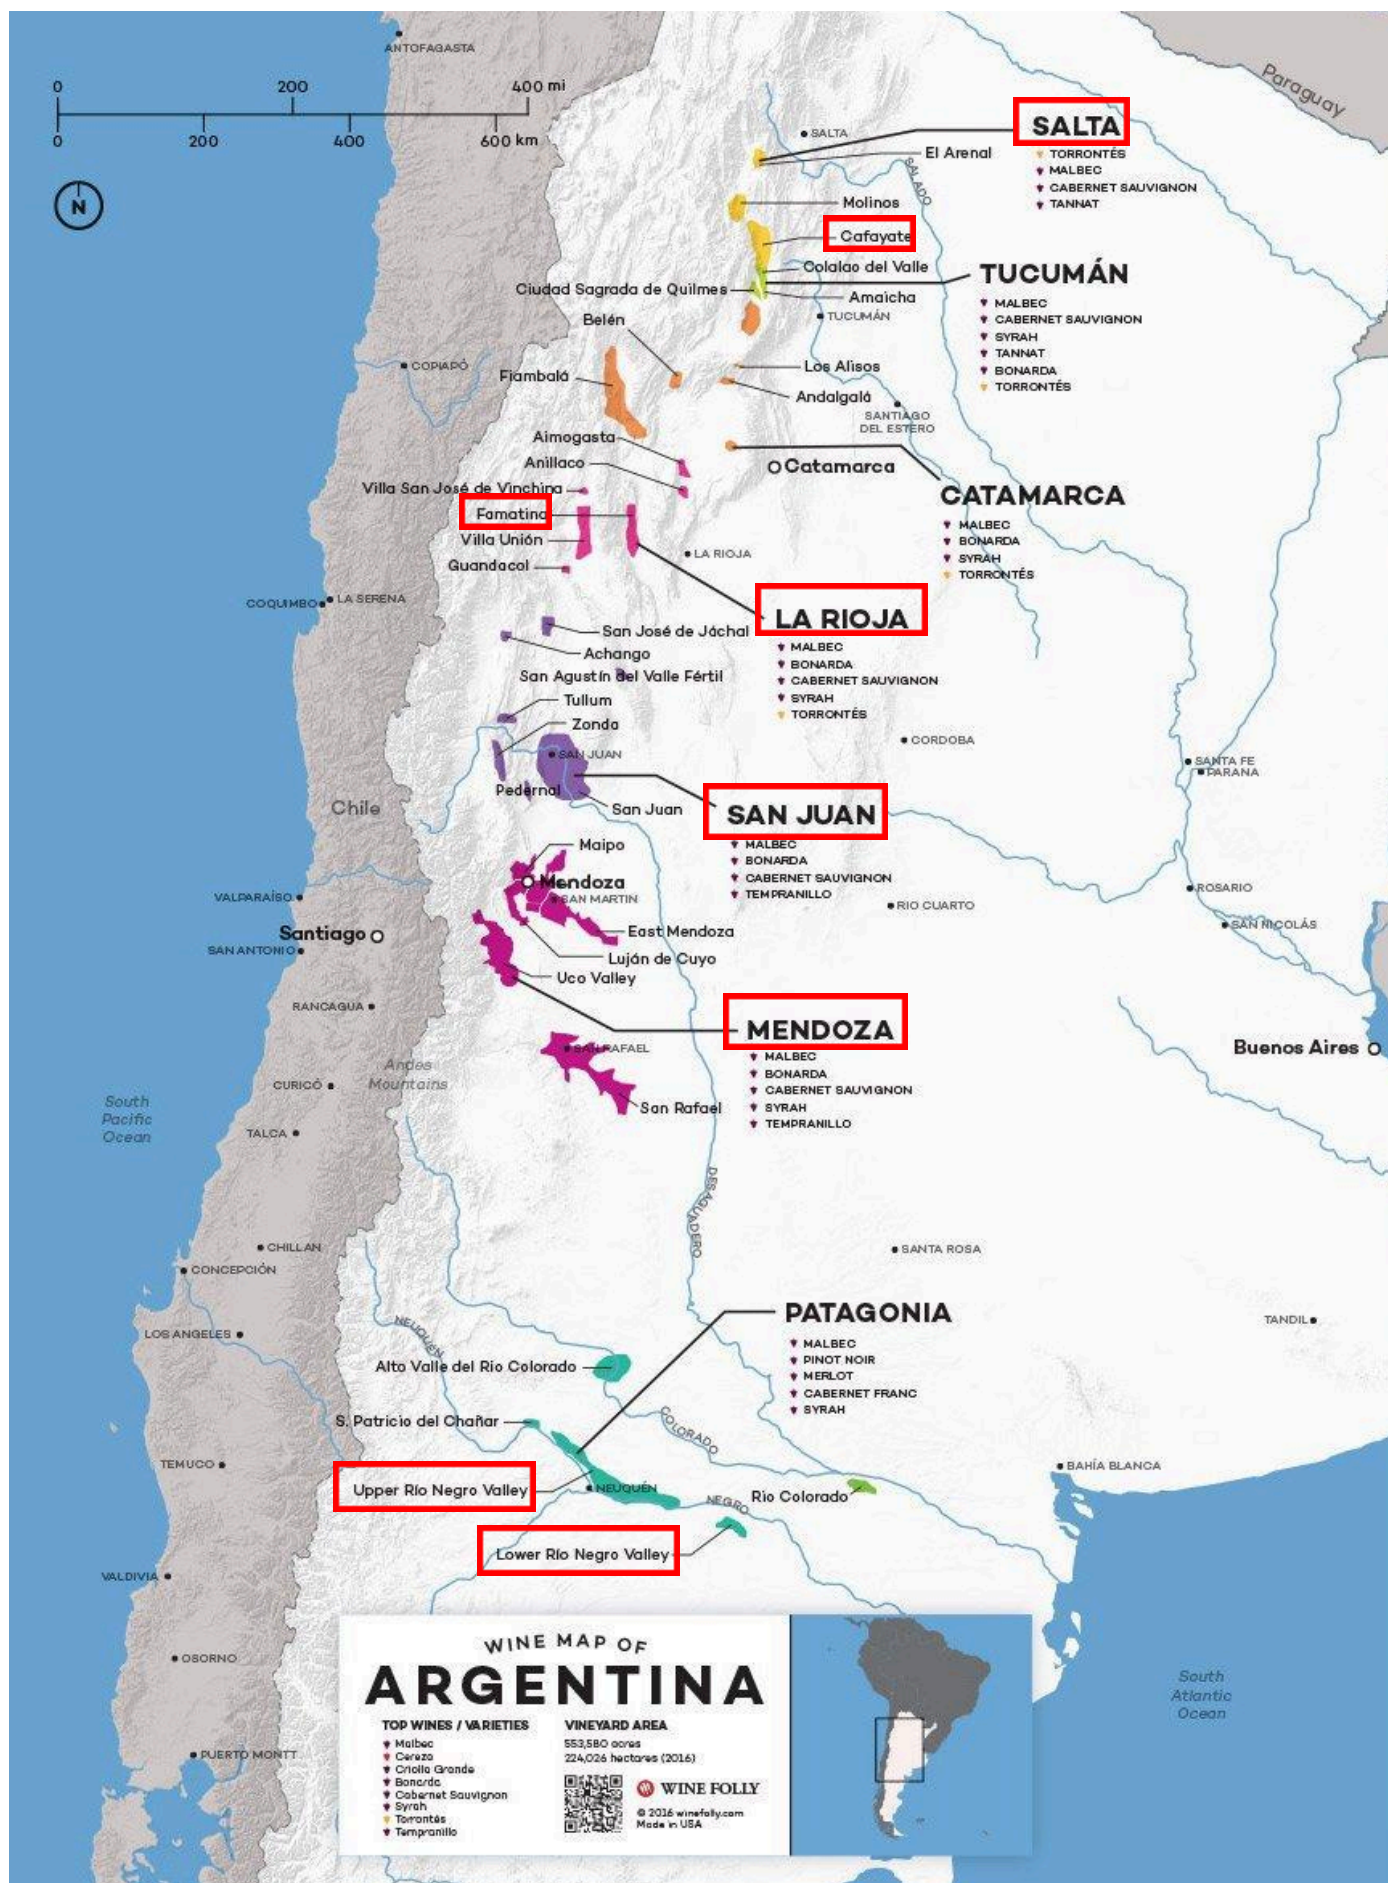 ANTOFAGASTA
0 200 400 mi
200 400 600 km
N
Paraguay
SALTA
SALTA
TORRONTÉS
MALBEC
CABERNET SAUVIGNON
TANNAT
El Arenal
SALADO
Molinos
Cafayate
Colalao del Valle
Ciudad Sagrada de Quilmes
Amaicha
TUCUMÁN
TUCUMÁN
MALBEC
CABERNET SAUVIGNON
SYRAH
TANNAT
BONARDA
TORRONTÉS
Belén
COPIAPÓ
Fiambalá
Los Alisos
Andalgalá
SANTIAGO
DEL ESTERO
Aimogasta
Anillaco
Catamarca
Villa San José de Vinchina
CATAMARCA
MALBEC
BONARDA
SYRAH
TORRONTÉS
Famatina
Villa Unión
LA RIOJA
Guandacol
COQUIMBO
LA SERENA
LA RIOJA
MALBEC
BONARDA
CABERNET SAUVIGNON
SYRAH
TORRONTÉS
San José de Jáchal
Achango
San Agustín del Valle Fértil
Tullum
Zonda
SAN JUAN
CORDOBA
SANTA FE
PARANA
Pedernal
San Juan
Chile
SAN JUAN
MALBEC
BONARDA
CABERNET SAUVIGNON
TEMPRANILLO
Maipo
Mendoza
SAN MARTIN
VALPARAÍSO
Santiago
SAN ANTONIO
RIO CUARTO
ROSARIO
SAN NICOLÁS
East Mendoza
Luján de Cuyo
Uco Valley
RANCAGUA
MENDOZA
MALBEC
BONARDA
CABERNET SAUVIGNON
SYRAH
TEMPRANILLO
Buenos Aires
SAN RAFAEL
Andes
Mountains
CURICÓ
San Rafael
South
Pacific
Ocean
TALCA
DESAGUADERO
CHILLAN
SANTA ROSA
CONCEPCIÓN
PATAGONIA
MALBEC
PINOT NOIR
MERLOT
CABERNET FRANC
SYRAH
TANDIL
LOS ANGELES
NEUQUÉN
Alto Valle del Rio Colorado
S. Patricio del Chañar
COLORADO
TEMUCO
BAHÍA BLANCA
Upper Río Negro Valley
NEUQUÉN
NEGRO
Rio Colorado
Lower Río Negro Valley
VALDIVIA
OSORNO
PUERTO MONTT
South
Atlantic
Ocean
WINE MAP OF
ARGENTINA
TOP WINES / VARIETIES
Malbec
Cereza
Criolla Grande
Bonarda
Cabernet Sauvignon
Syrah
Torrontés
Tempranillo
VINEYARD AREA
553,580 acres
224,026 hectares (2016)
WINE FOLLY
© 2016 winefolly.com
Made in USA